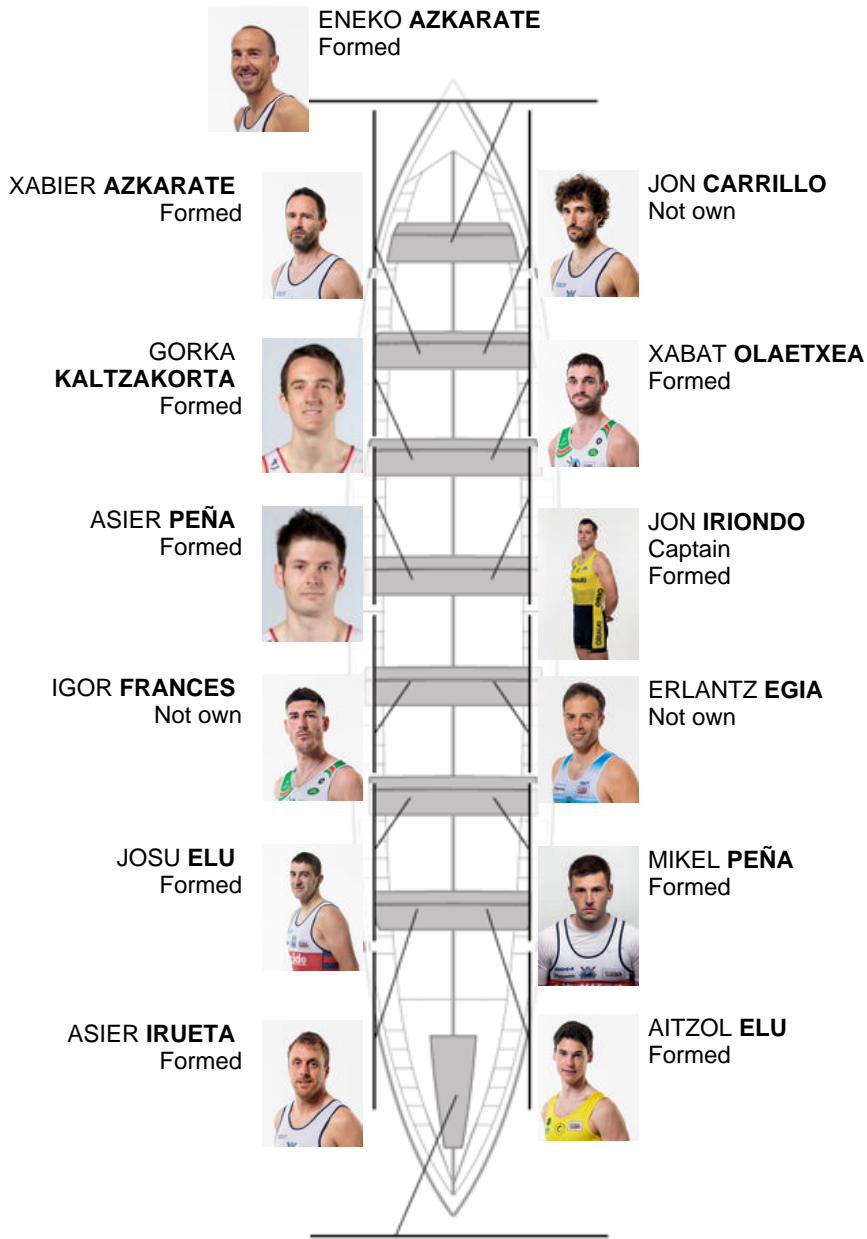 ENEKO AZKARATE
Formed
XABIER AZKARATE
Formed
JON CARRILLO
Not own
GORKA
KALTZAKORTA
Formed
XABAT OLAETXEA
Formed
ASIER PEÑA
Formed
JON IRIONDO
Captain
Formed
IGOR FRANCES
Not own
ERLANTZ EGIA
Not own
JOSU ELU
Formed
MIKEL PEÑA
Formed
ASIER IRUETA
Formed
AITZOL ELU
Formed